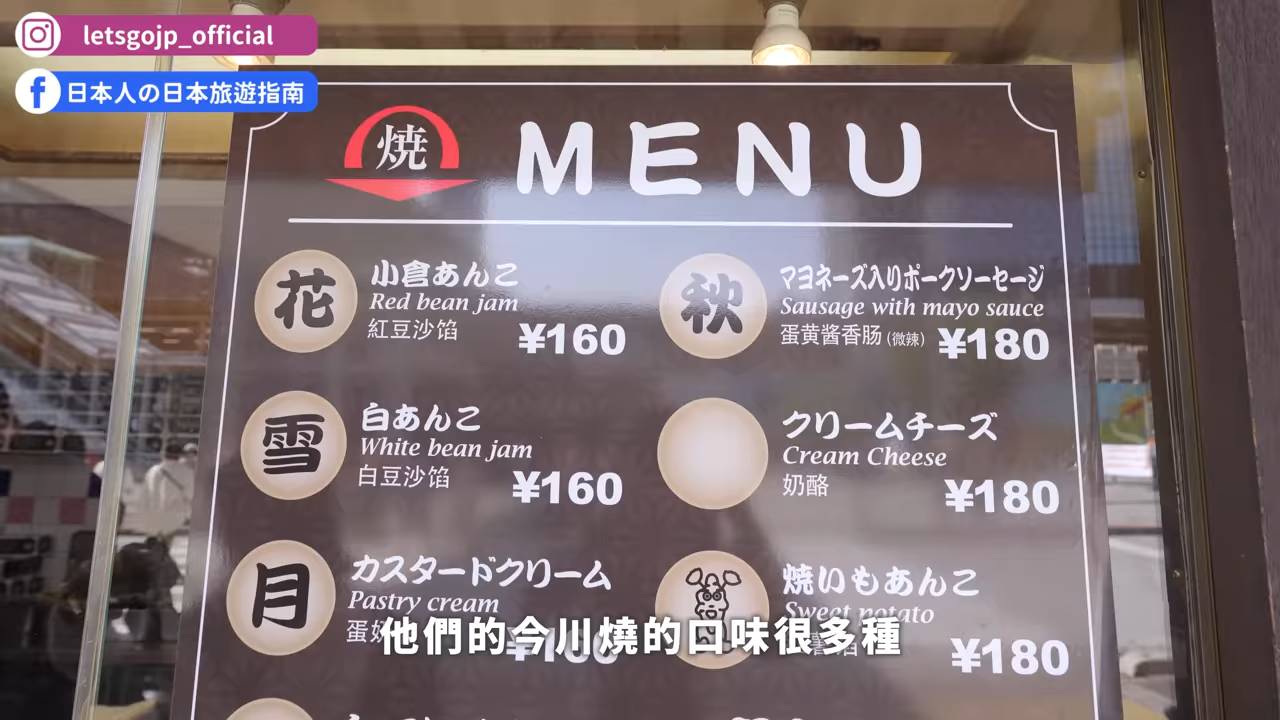 letsgojp_official
日本人の日本旅遊指南
焼
MENU
花
小倉あんこ
Red bean jam
紅豆沙馅
¥160
雪
白あんこ
White bean jam
白豆沙馅
¥160
月
カスタードクリーム
Pastry cream
秋
マヨネーズ入りポークソーセージ
Sausage with mayo sauce
蛋黄酱香肠 (微辣)
¥180
クリームチーズ
Cream Cheese
奶酪
¥180
焼いもあんこ
Sweet potato
¥180
他們的今川燒的口味很多種